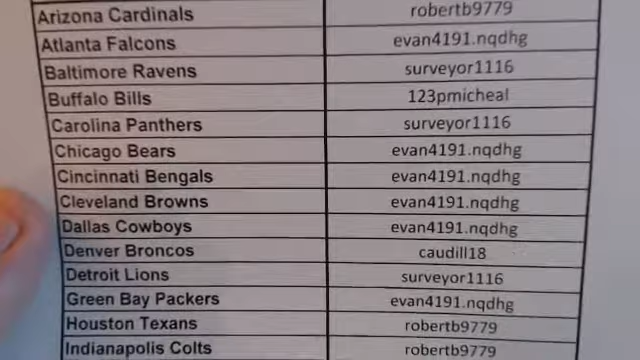 Arizona Cardinals robertb9779
Atlanta Falcons evan4191.nqdhg
Baltimore Ravens surveyor1116
Buffalo Bills 123pmicheal
Carolina Panthers surveyor1116
Chicago Bears evan4191.nqdhg
Cincinnati Bengals evan4191.nqdhg
Cleveland Browns evan4191.nqdhg
Dallas Cowboys evan4191.nqdhg
Denver Broncos caudill18
Detroit Lions surveyor1116
Green Bay Packers evan4191.nqdhg
Houston Texans robertb9779
Indianapolis Colts robertb9779